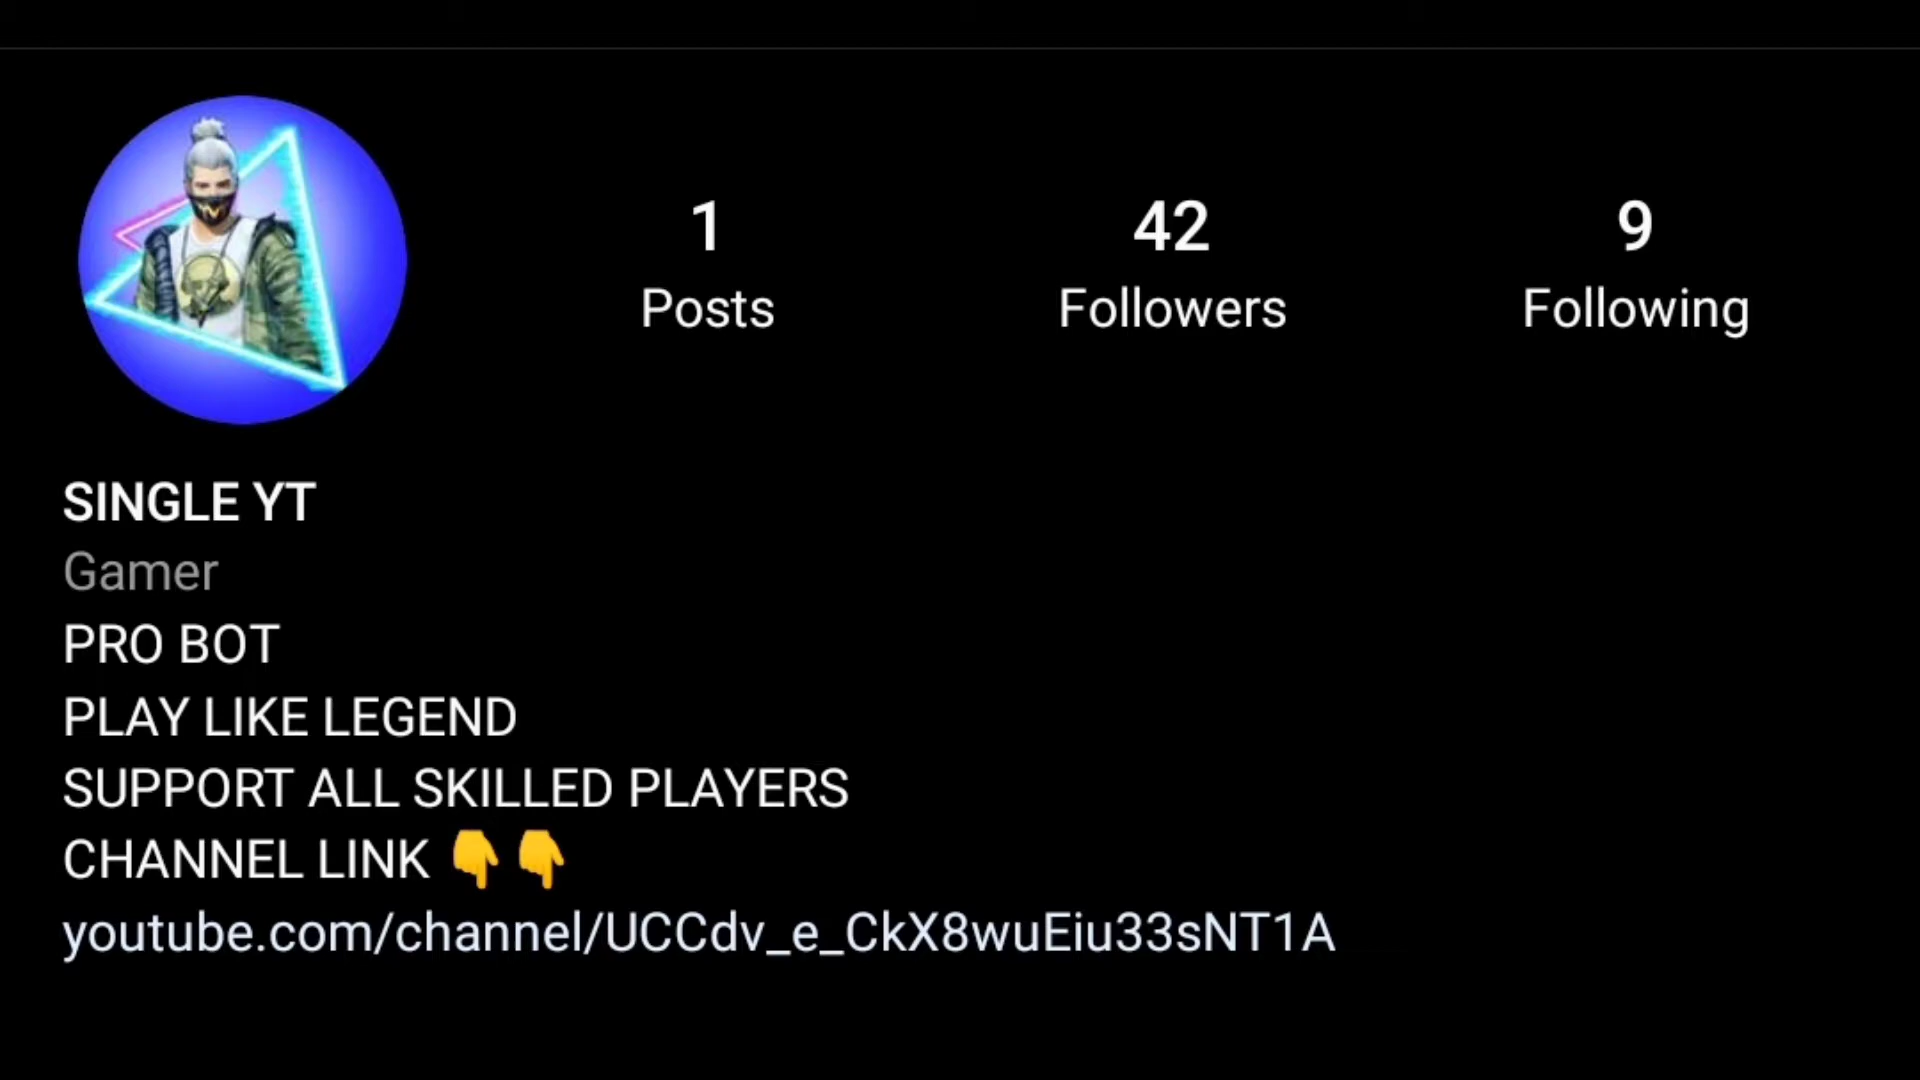 1 42 9
Posts Followers Following
SINGLE YT
Gamer
PRO BOT
PLAY LIKE LEGEND
SUPPORT ALL SKILLED PLAYERS
CHANNEL LINK 👇👇
youtube.com/channel/UCCdv_e_CkX8wuEiu33sNT1A